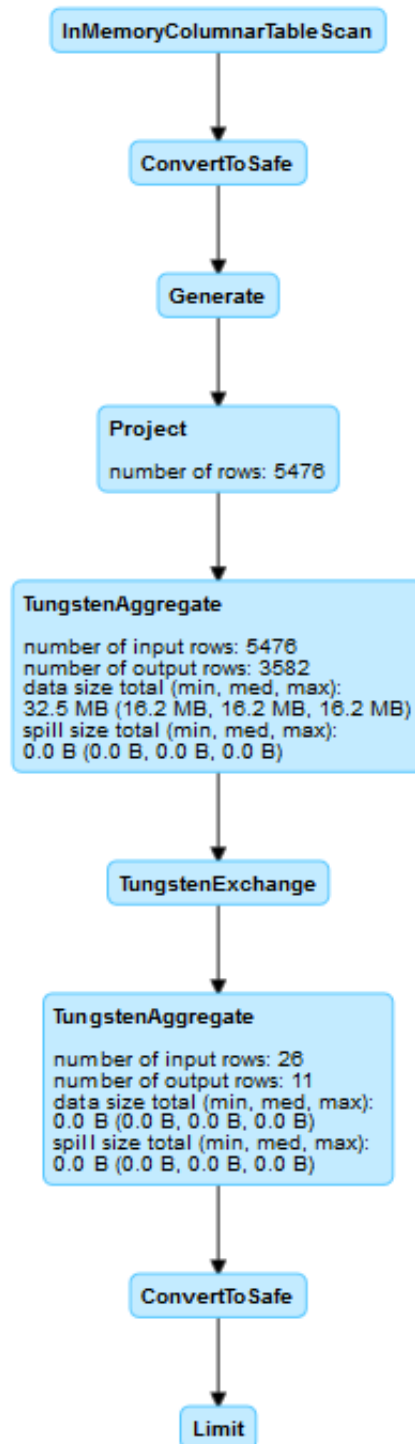 InMemoryColumnarTableScan
ConvertToSafe
Generate
Project
number of rows: 5476
TungstenAggregate
number of input rows: 5476
number of output rows: 3582
data size total (min, med, max):
32.5 MB (16.2 MB, 16.2 MB, 16.2 MB)
spill size total (min, med, max):
0.0 B (0.0 B, 0.0 B, 0.0 B)
TungstenExchange
TungstenAggregate
number of input rows: 26
number of output rows: 11
data size total (min, med, max):
0.0 B (0.0 B, 0.0 B, 0.0 B)
spill size total (min, med, max):
0.0 B (0.0 B, 0.0 B, 0.0 B)
ConvertToSafe
Limit